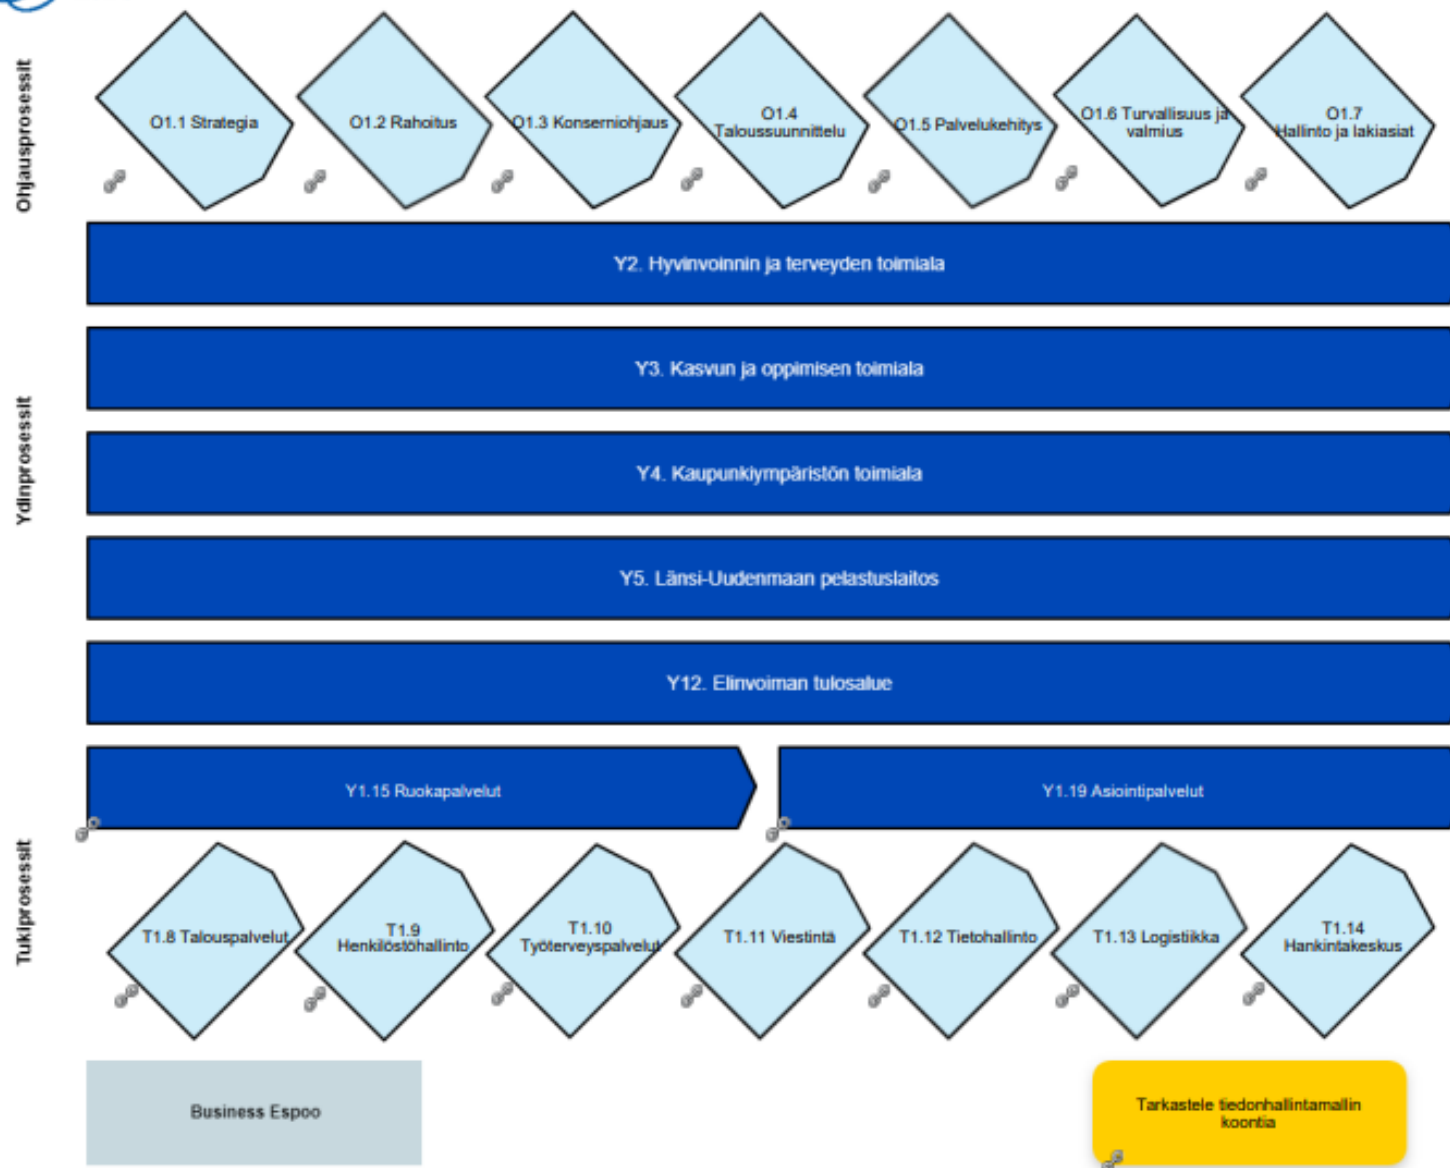 Ohjausprosessit
O1.1 Strategia
O1.2 Rahoitus
O1.3 Konserniohjaus
O1.4
Taloussuunnittelu
O1.5 Palvelukehitys
O1.6 Turvallisuus ja
valmius
O1.7
Hallinto ja lakiasiat
Ydinprosessit
Y2. Hyvinvoinnin ja terveyden toimiala
Y3. Kasvun ja oppimisen toimiala
Y4. Kaupunkiympäristön toimiala
Y5. Länsi-Uudenmaan pelastuslaitos
Y12. Elinvoiman tulosalue
Y1.15 Ruokapalvelut
Y1.19 Asiointipalvelut
Tukiprosessit
T1.8 Talouspalvelut
T1.9
Henkilöstöhallinto
T1.10
Työterveyspalvelut
T1.11 Viestintä
T1.12 Tietohallinto
T1.13 Logistiikka
T1.14
Hankintakeskus
Business Espoo
Tarkastele tiedonhallintamallin
koontia